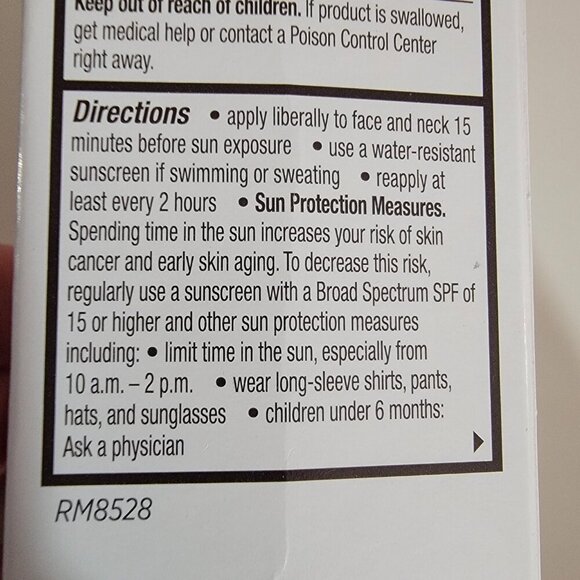 Keep out of reach of children. If product is swallowed,
get medical help or contact a Poison Control Center
right away.
Directions • apply liberally to face and neck 15
minutes before sun exposure • use a water-resistant
sunscreen if swimming or sweating • reapply at
least every 2 hours • Sun Protection Measures.
Spending time in the sun increases your risk of skin
cancer and early skin aging. To decrease this risk,
regularly use a sunscreen with a Broad Spectrum SPF of
15 or higher and other sun protection measures
including: • limit time in the sun, especially from
10 a.m. – 2 p.m. • wear long-sleeve shirts, pants,
hats, and sunglasses • children under 6 months:
Ask a physician
RM8528